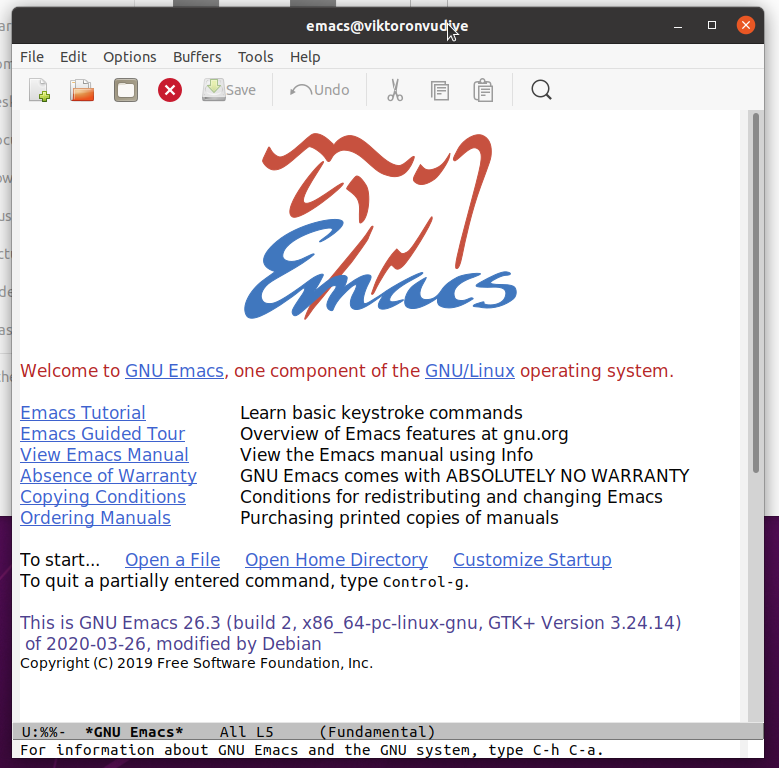 emacs@viktoronvudive
File Edit Options Buffers Tools Help
Save Undo
Emacs
Welcome to GNU Emacs, one component of the GNU/Linux operating system.
Emacs Tutorial Learn basic keystroke commands
Emacs Guided Tour Overview of Emacs features at gnu.org
View Emacs Manual View the Emacs manual using Info
Absence of Warranty GNU Emacs comes with ABSOLUTELY NO WARRANTY
Copying Conditions Conditions for redistributing and changing Emacs
Ordering Manuals Purchasing printed copies of manuals
To start... Open a File Open Home Directory Customize Startup
To quit a partially entered command, type Control-g.
This is GNU Emacs 26.3 (build 2, x86_64-pc-linux-gnu, GTK+ Version 3.24.14)
of 2020-03-26, modified by Debian
Copyright (C) 2019 Free Software Foundation, Inc.
U:%%- *GNU Emacs* All L5 (Fundamental)
For information about GNU Emacs and the GNU system, type C-h C-a.